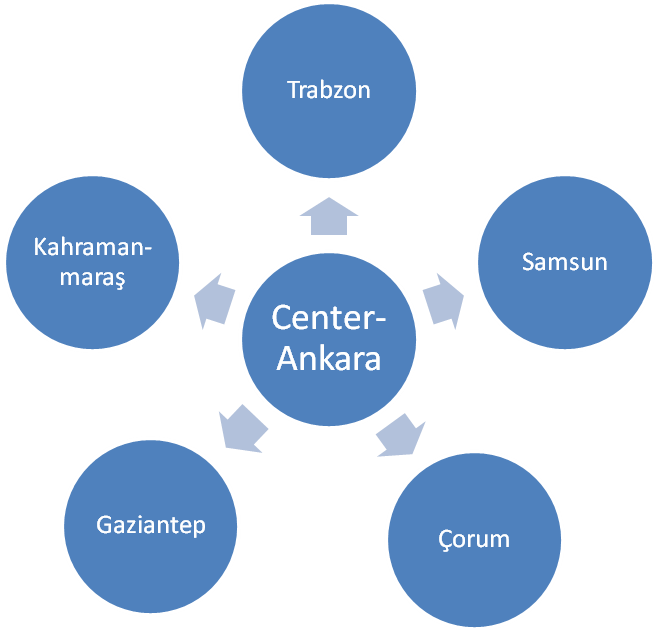 Trabzon
Kahraman-
maraş
Samsun
Center-
Ankara
Gaziantep
Çorum